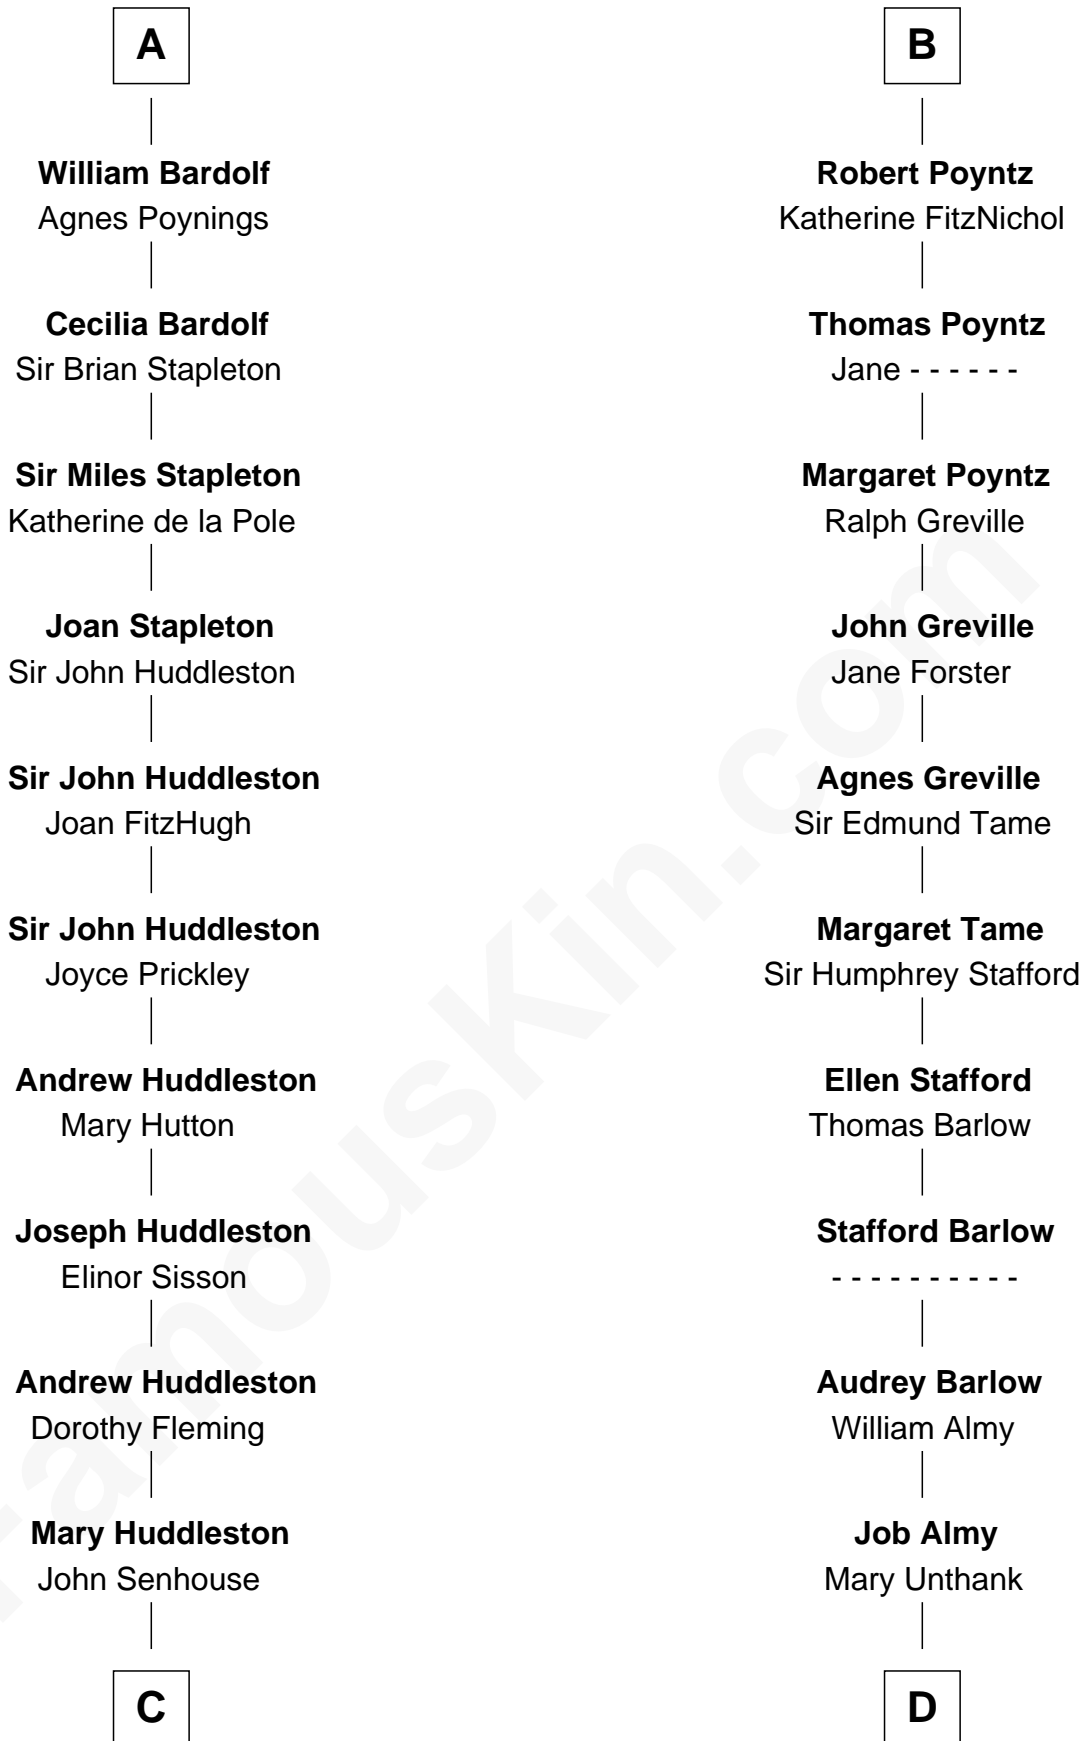 A
William Bardolf
Agnes Poynings
Cecilia Bardolf
Sir Brian Stapleton
Sir Miles Stapleton
Katherine de la Pole
Joan Stapleton
Sir John Huddleston
Sir John Huddleston
Joan FitzHugh
Sir John Huddleston
Joyce Prickley
Andrew Huddleston
Mary Hutton
Joseph Huddleston
Elinor Sisson
Andrew Huddleston
Dorothy Fleming
Mary Huddleston
John Senhouse
C
B
Robert Poyntz
Katherine FitzNichol
Thomas Poyntz
Jane - - - - - -
Margaret Poyntz
Ralph Greville
John Greville
Jane Forster
Agnes Greville
Sir Edmund Tame
Margaret Tame
Sir Humphrey Stafford
Ellen Stafford
Thomas Barlow
Stafford Barlow
- - - - - - - - - -
Audrey Barlow
William Almy
Job Almy
Mary Unthank
D
FamousKin.com